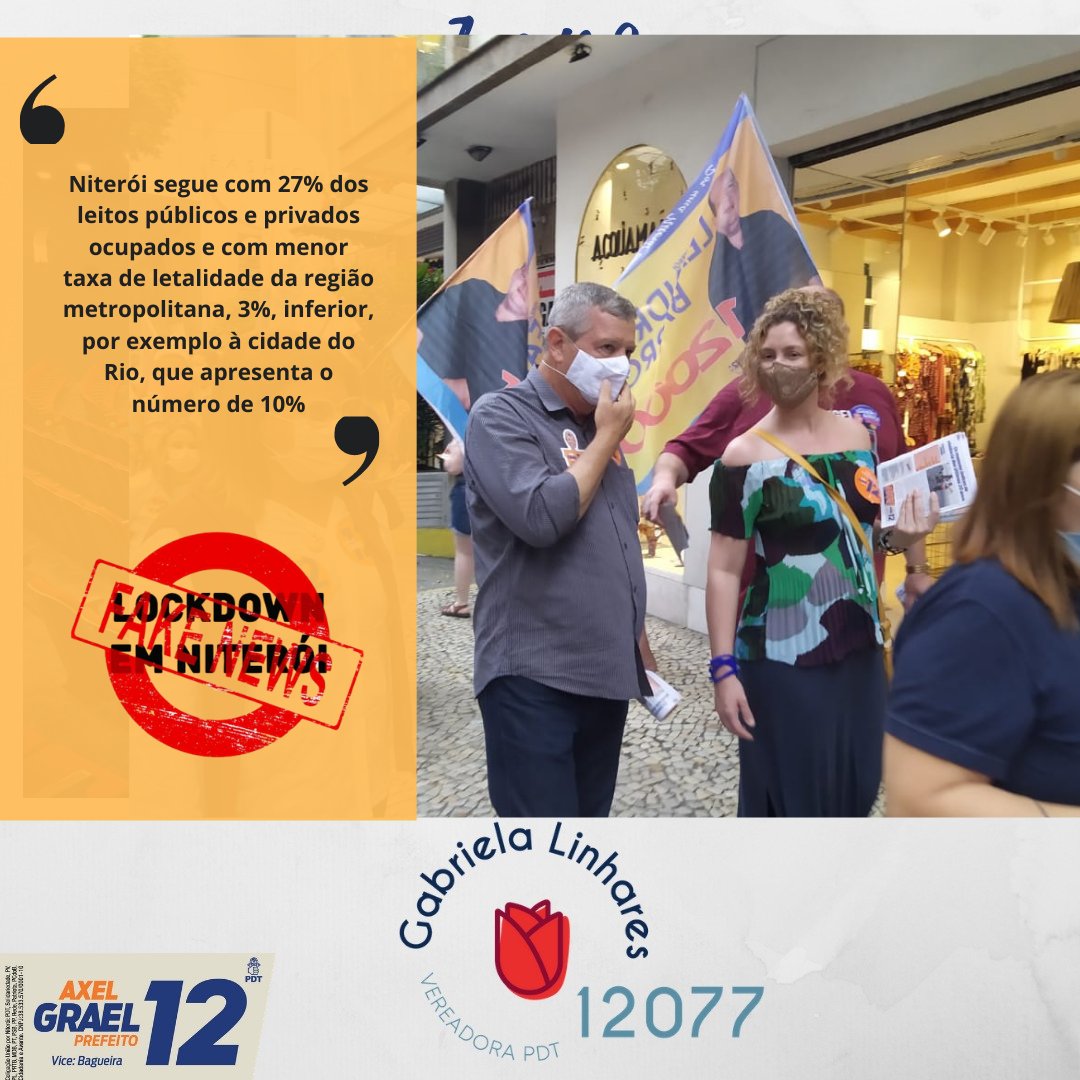 Niterói segue com 27% dos
leitos públicos e privados
ocupados e com menor
taxa de letalidade da região
metropolitana, 3%, inferior,
por exemplo à cidade do
Rio, que apresenta o
número de 10%
LOCKDOWN
EM NITERÓI
FAKE NEWS
Gabriela Linhares
VEREADORA PDT
12077
AXEL
GRAEL
PREFEITO
12
PDT
Vice: Bagueira